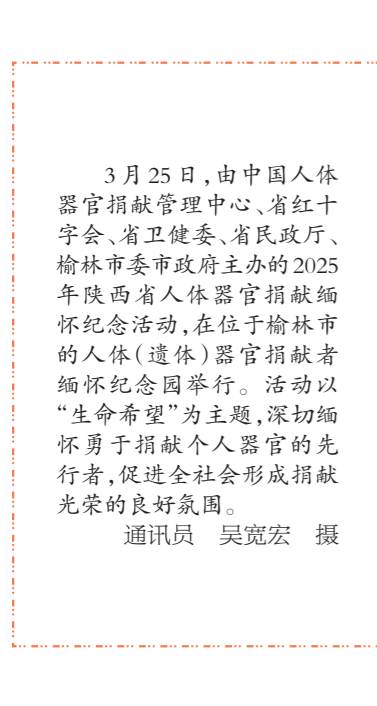 3月25日，由中国人体
器官捐献管理中心、省红十
字会、省卫健委、省民政厅、
榆林市委市政府主办的2025
年陕西省人体器官捐献缅
怀纪念活动，在位于榆林市
的人体（遗体）器官捐献者
缅怀纪念园举行。活动以
“生命希望”为主题，深切缅
怀勇于捐献个人器官的先
行者，促进全社会形成捐献
光荣的良好氛围。
通讯员　吴宽宏　摄